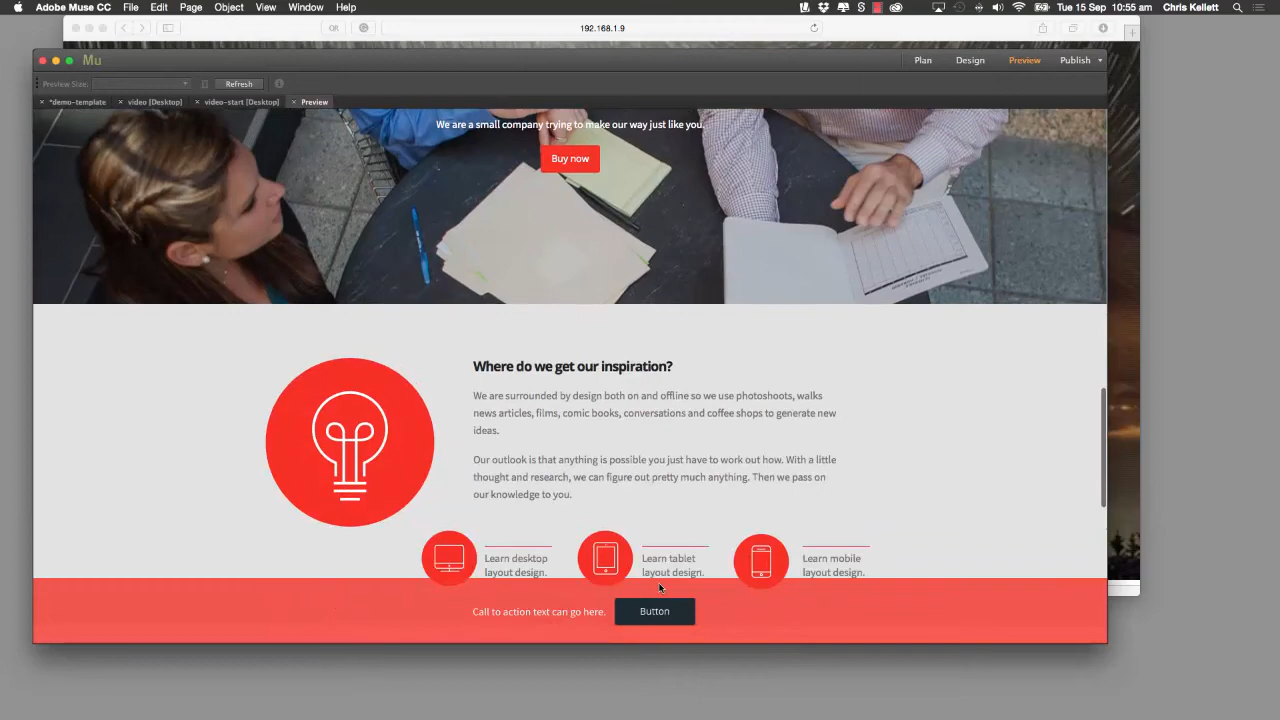 Adobe Muse CC File Edit Page Object View Window Help Tue 15 Sep 10:55 am Chris Kellett
192.168.1.9
Mu Plan Design Preview Publish
Preview Size: Refresh
*demo-template video [Desktop] video-start [Desktop] Preview
We are a small company trying to make our way just like you.
Buy now
Where do we get our inspiration?
We are surrounded by design both on and offline so we use photoshoots, walks
news articles, films, comic books, conversations and coffee shops to generate new
ideas.
Our outlook is that anything is possible you just have to work out how. With a little
thought and research, we can figure out pretty much anything. Then we pass on
our knowledge to you.
Learn desktop
layout design.
Learn tablet
layout design.
Learn mobile
layout design.
Call to action text can go here. Button